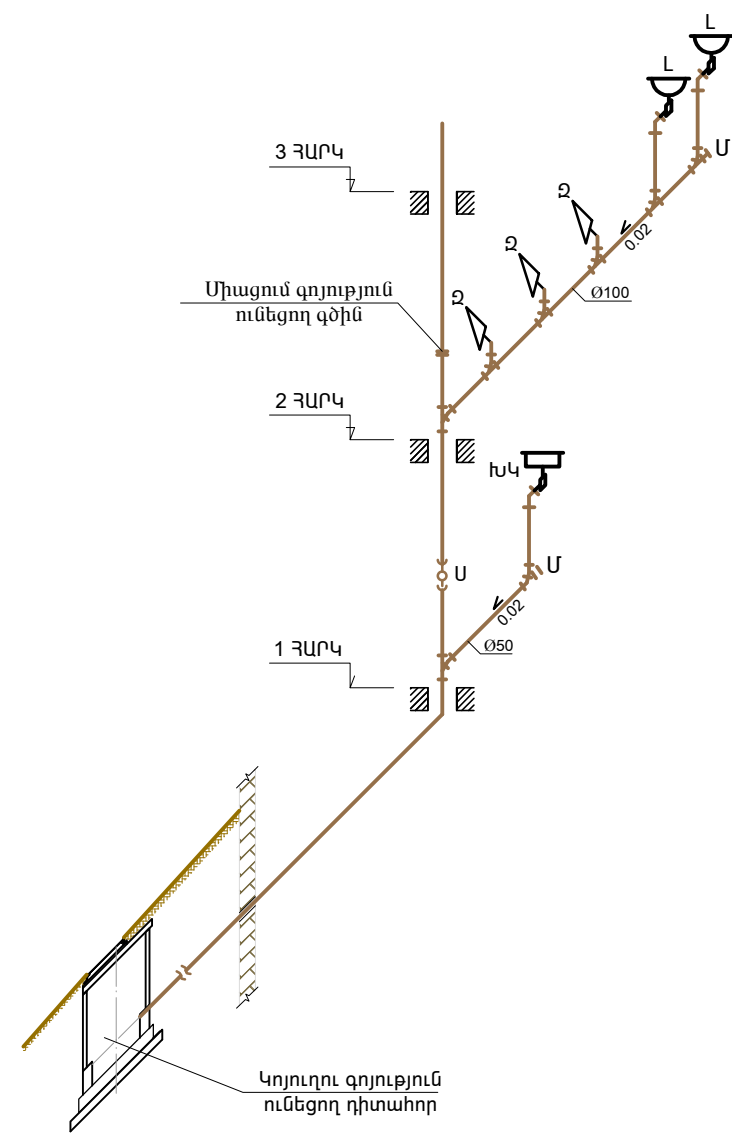 L
L
Մ
3 ՀԱՐԿ
Զ
0.02
Զ
Միացում գոյություն
ունեցող գծին
Զ
Ø100
2 ՀԱՐԿ
ԽԿ
Ս
Մ
0.02
1 ՀԱՐԿ
Ø50
Կոյուղու գոյություն
ունեցող դիտահոր